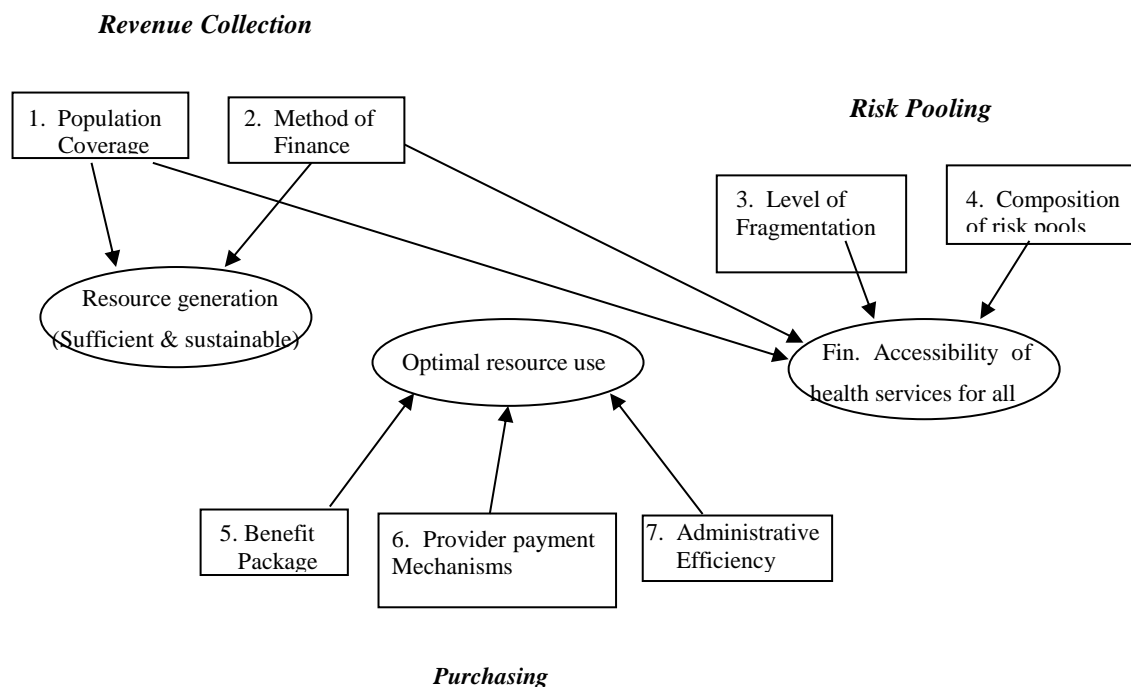 Revenue Collection
1. Population
Coverage
2. Method of
Finance
Risk Pooling
3. Level of
Fragmentation
4. Composition
of risk pools
Resource generation
(Sufficient & sustainable)
Optimal resource use
Fin. Accessibility of
health services for all
5. Benefit
Package
6. Provider payment
Mechanisms
7. Administrative
Efficiency
Purchasing